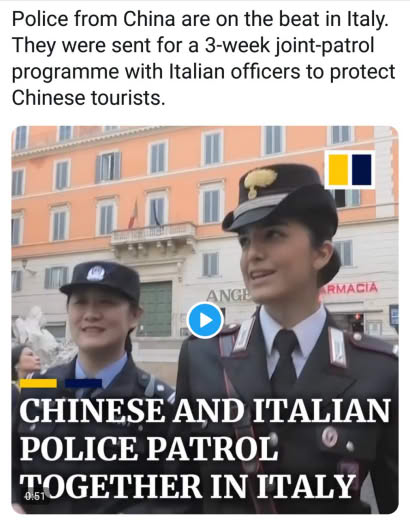 Police from China are on the beat in Italy.
They were sent for a 3-week joint-patrol
programme with Italian officers to protect
Chinese tourists.
ANGE
ARMACIA
CHINESE AND ITALIAN
POLICE PATROL
TOGETHER IN ITALY
0:51